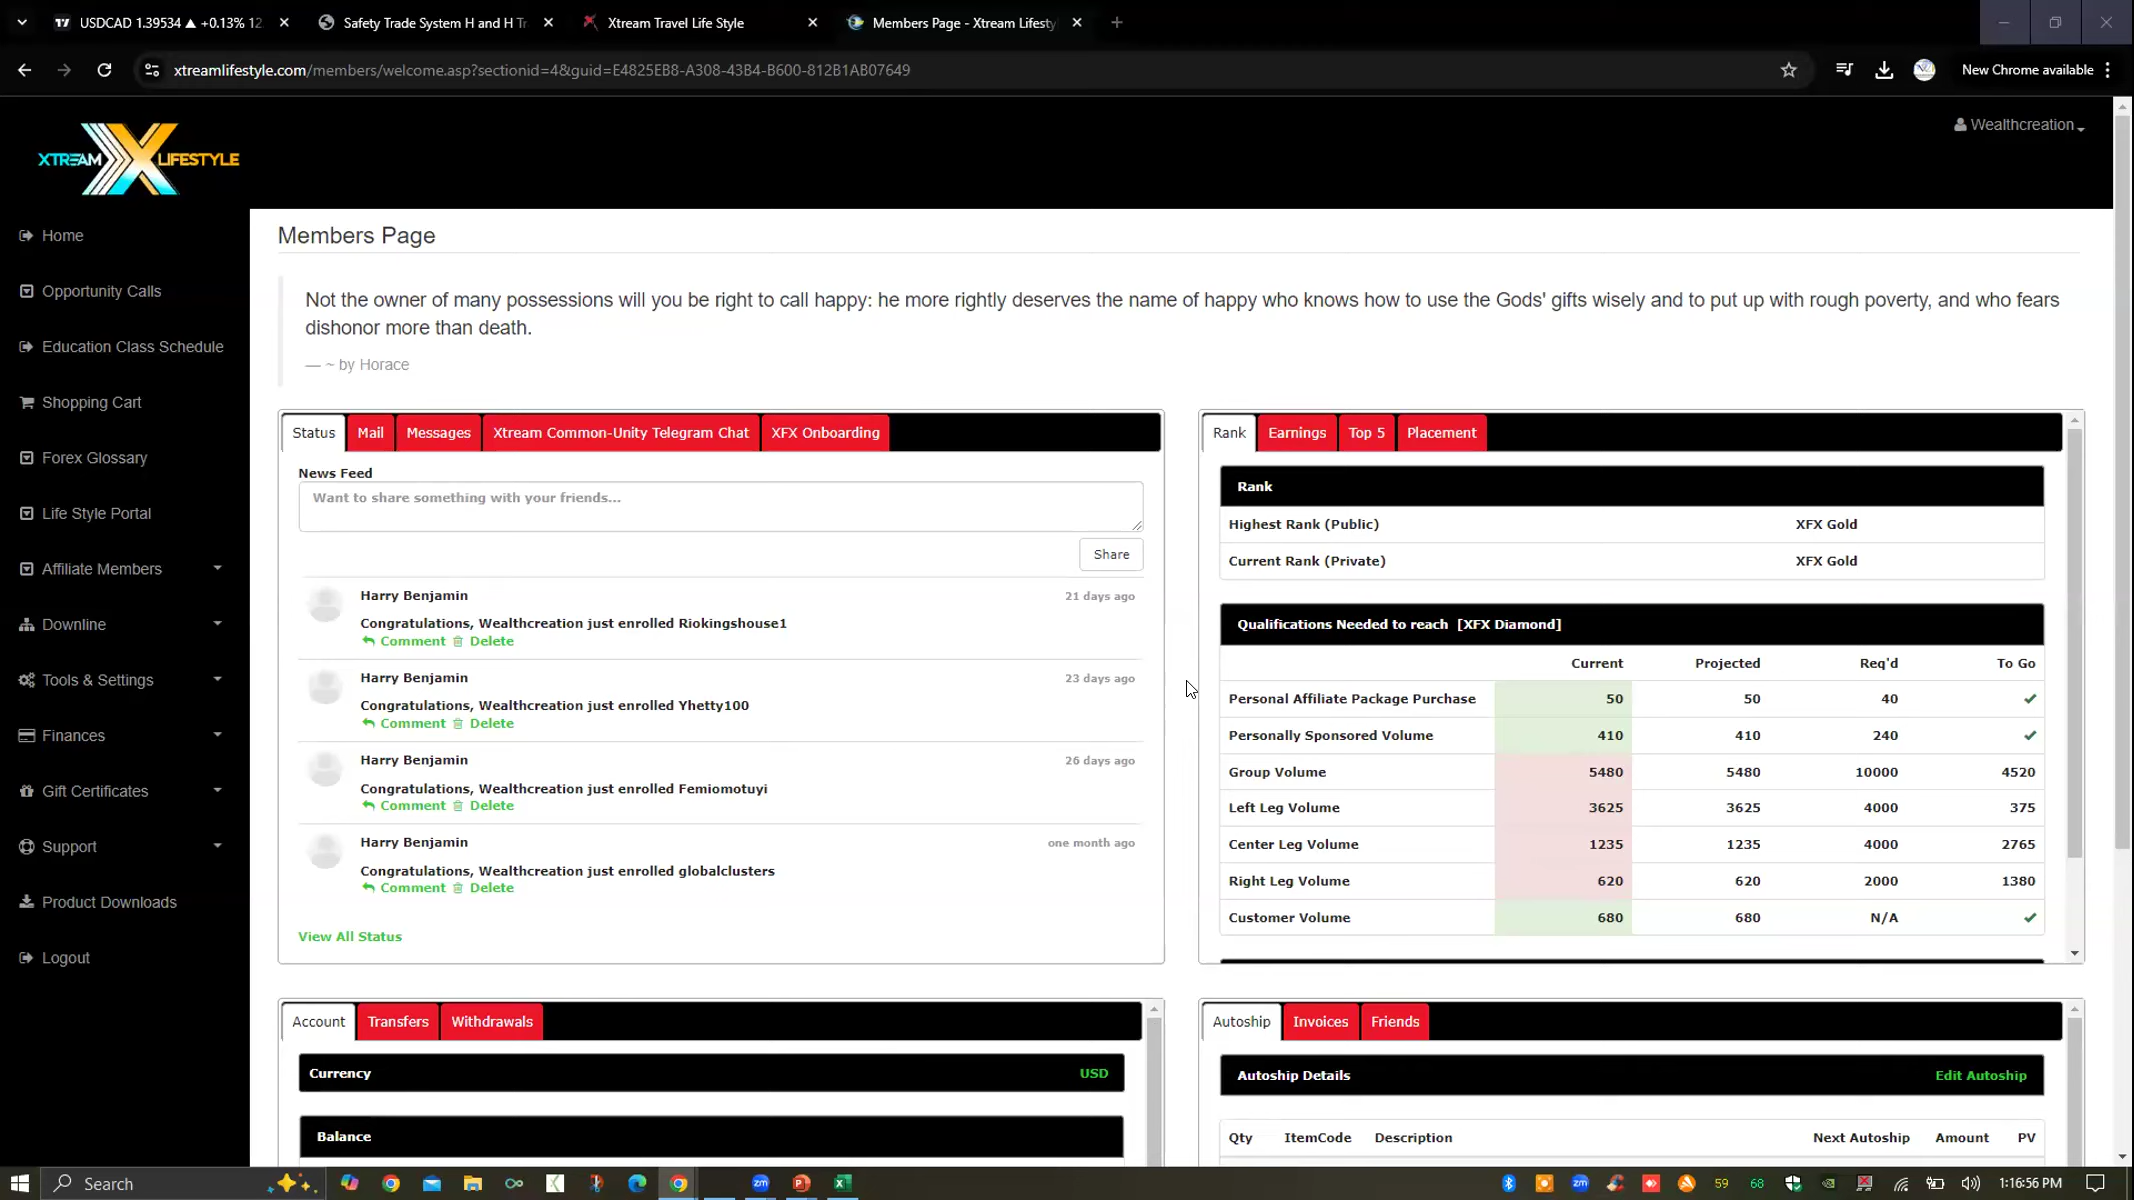 USDCAD 1.39534 ▲ +0.13% 12
Safety Trade System H and H Tr
Xtream Travel Life Style
Members Page - Xtream Lifesty
xtreamlifestyle.com/members/welcome.asp?sectionid=4&guid=E4825EB8-A308-43B4-B600-812B1AB07649
New Chrome available
XTREAM LIFESTYLE
Wealthcreation
Home
Opportunity Calls
Education Class Schedule
Shopping Cart
Forex Glossary
Life Style Portal
Affiliate Members
Downline
Tools & Settings
Finances
Gift Certificates
Support
Product Downloads
Logout
Members Page
Not the owner of many possessions will you be right to call happy: he more rightly deserves the name of happy who knows how to use the Gods' gifts wisely and to put up with rough poverty, and who fears
dishonor more than death.
— ~ by Horace
Status Mail Messages Xtream Common-Unity Telegram Chat XFX Onboarding
News Feed
Want to share something with your friends...
Share
Harry Benjamin 21 days ago
Congratulations, Wealthcreation just enrolled Riokingshouse1
Comment Delete
Harry Benjamin 23 days ago
Congratulations, Wealthcreation just enrolled Yhetty100
Comment Delete
Harry Benjamin 26 days ago
Congratulations, Wealthcreation just enrolled Femiomotuyi
Comment Delete
Harry Benjamin one month ago
Congratulations, Wealthcreation just enrolled globalclusters
Comment Delete
View All Status
Rank Earnings Top 5 Placement
Rank
Highest Rank (Public) XFX Gold
Current Rank (Private) XFX Gold
Qualifications Needed to reach [XFX Diamond]
Current Projected Req'd To Go
Personal Affiliate Package Purchase 50 50 40 ✔
Personally Sponsored Volume 410 410 240 ✔
Group Volume 5480 5480 10000 4520
Left Leg Volume 3625 3625 4000 375
Center Leg Volume 1235 1235 4000 2765
Right Leg Volume 620 620 2000 1380
Customer Volume 680 680 N/A ✔
Account Transfers Withdrawals
Currency USD
Balance
Autoship Invoices Friends
Autoship Details Edit Autoship
Qty ItemCode Description Next Autoship Amount PV
Search
zm
zm
59
68
1:16:56 PM